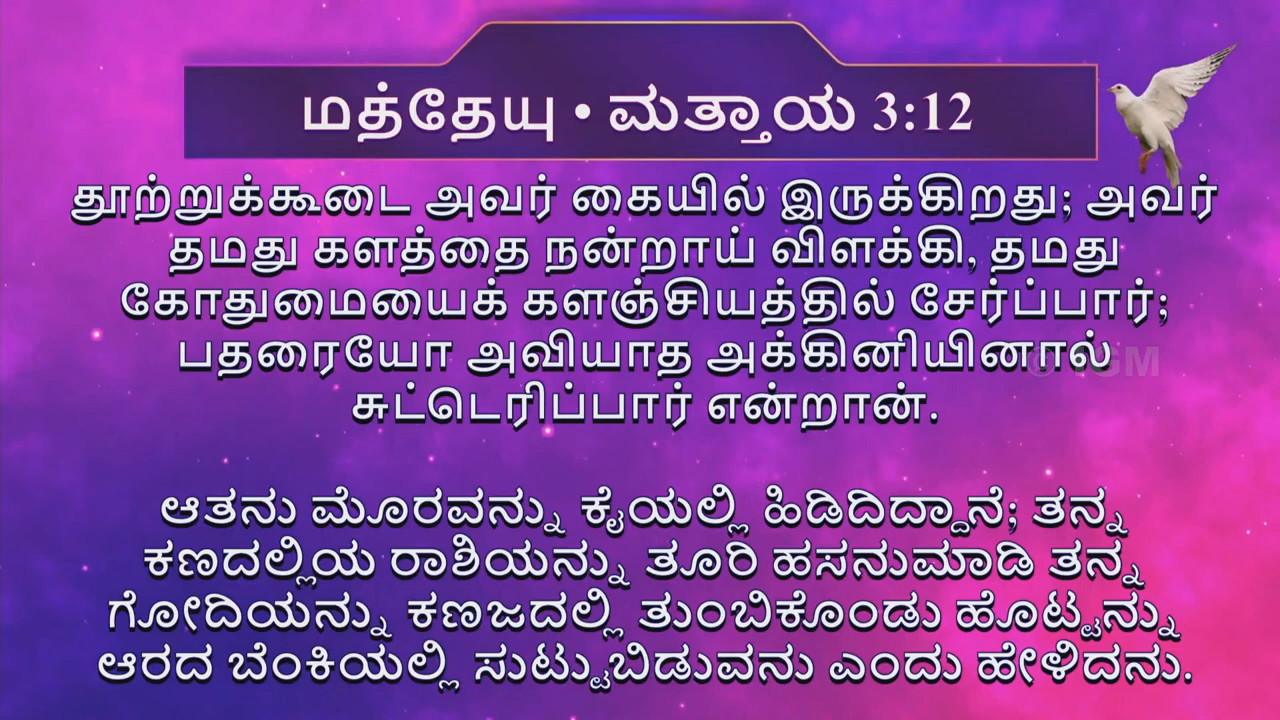 மத்தேயு • ಮತ್ತಾಯ 3:12
தூற்றுக்கூடை அவர் கையில் இருக்கிறது; அவர்
தமது களத்தை நன்றாய் விளக்கி, தமது
கோதுமையைக் களஞ்சியத்தில் சேர்ப்பார்;
பதரையோ அவியாத அக்கினியினால்
சுட்டெரிப்பார் என்றான்.
ಆತನು ಮೊರವನ್ನು ಕೈಯಲ್ಲಿ ಹಿಡಿದಿದ್ದಾನೆ; ತನ್ನ
ಕಣದಲ್ಲಿಯ ರಾಶಿಯನ್ನು ತೂರಿ ಹಸನುಮಾಡಿ ತನ್ನ
ಗೋದಿಯನ್ನು ಕಣಜದಲ್ಲಿ ತುಂಬಿಕೊಂಡು ಹೊಟ್ಟನ್ನು
ಆರದ ಬೆಂಕಿಯಲ್ಲಿ ಸುಟ್ಟುಬಿಡುವನು ಎಂದು ಹೇಳಿದನು.